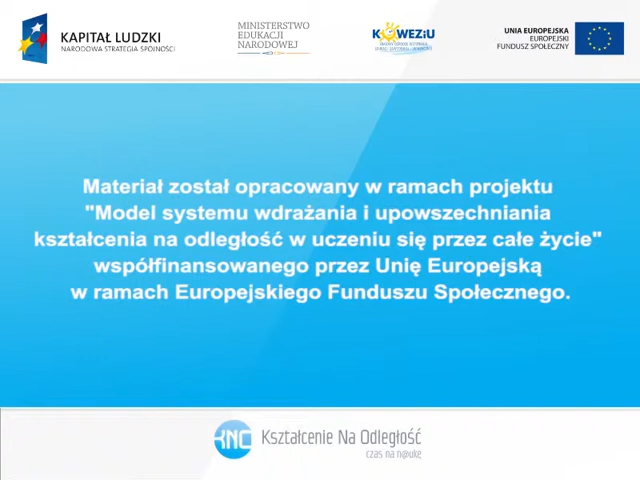 KAPITAŁ LUDZKI
NARODOWA STRATEGIA SPÓJNOŚCI
MINISTERSTWO
EDUKACJI
NARODOWEJ
KOWEZiU
UNIA EUROPEJSKA
EUROPEJSKI
FUNDUSZ SPOŁECZNY
Materiał został opracowany w ramach projektu
"Model systemu wdrażania i upowszechniania
kształcenia na odległość w uczeniu się przez całe życie"
współfinansowanego przez Unię Europejską
w ramach Europejskiego Funduszu Społecznego.
KNO Kształcenie Na Odległość
czas na n@ukę